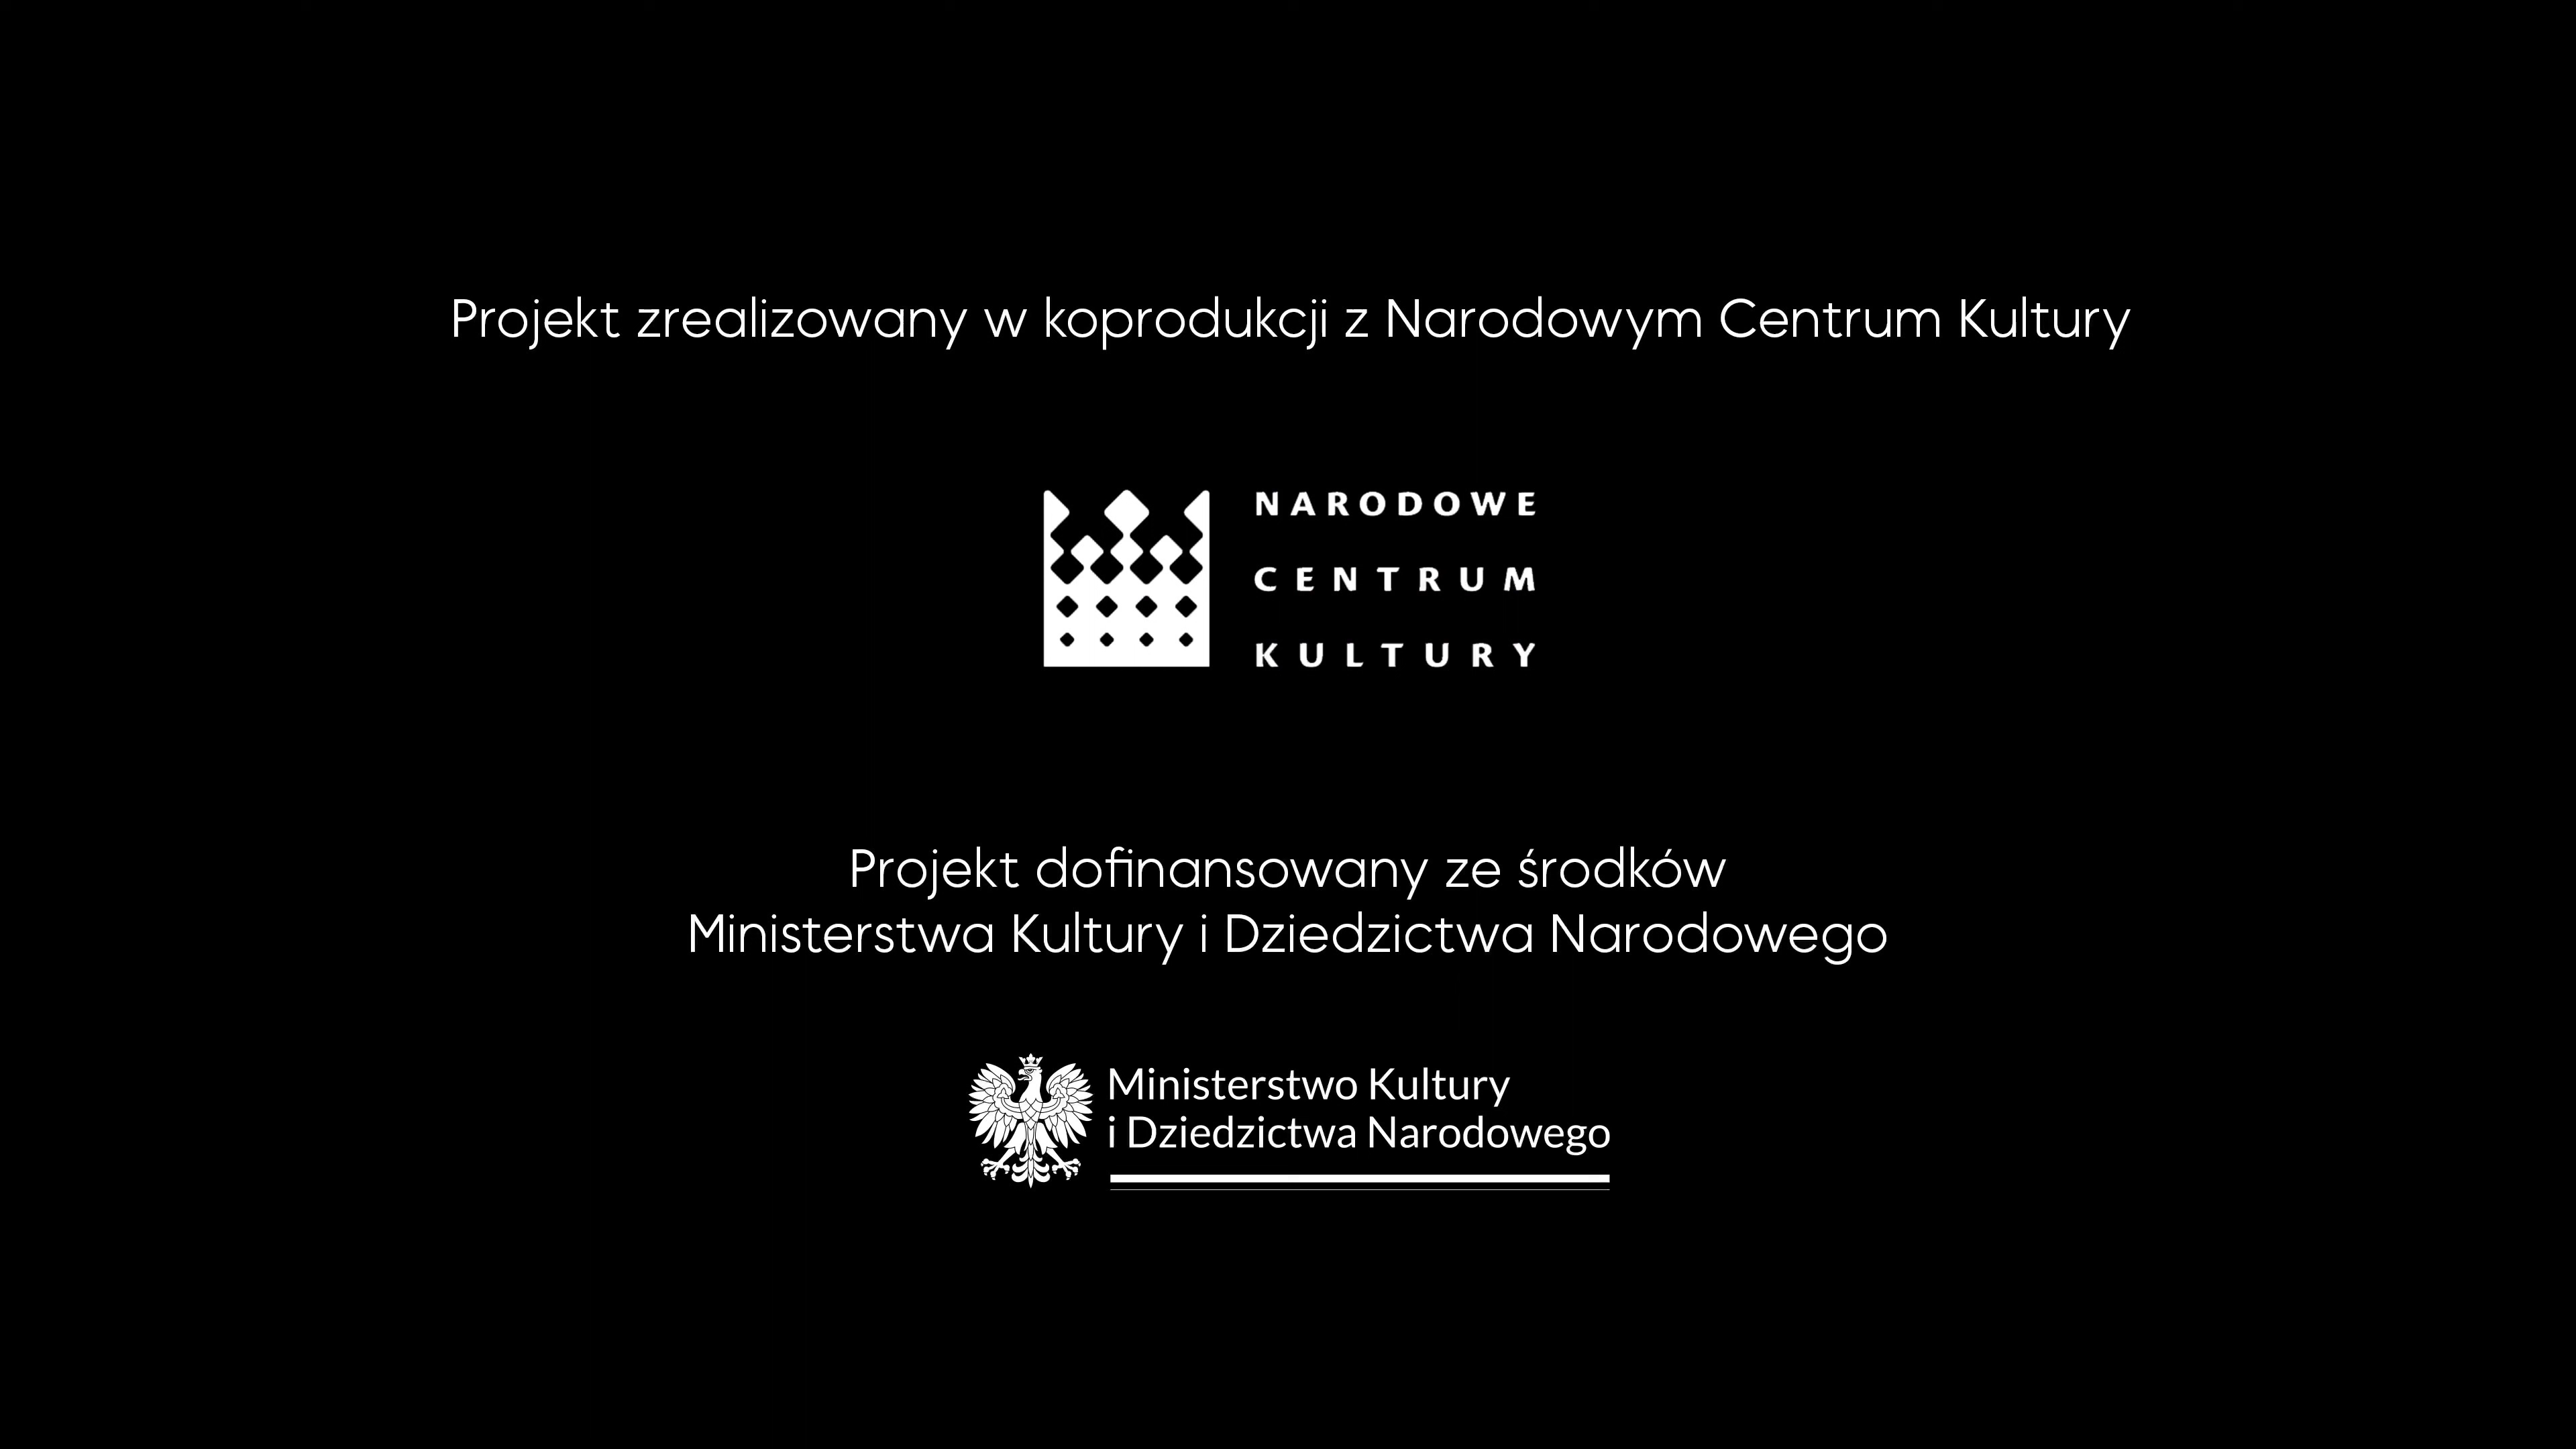 Projekt zrealizowany w koprodukcji z Narodowym Centrum Kultury
NARODOWE
CENTRUM
KULTURY
Projekt dofinansowany ze środków
Ministerstwa Kultury i Dziedzictwa Narodowego
Ministerstwo Kultury
i Dziedzictwa Narodowego